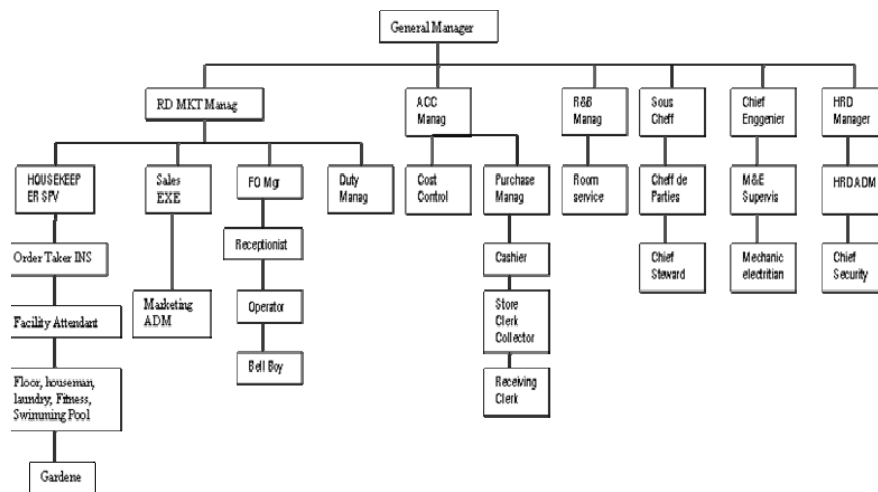 General Manager
RD MKT Manag
ACC
Manag
R&B
Manag
Sous
Cheff
Chief
Enggenier
HRD
Manager
HOUSEKEEP
ER SPV
Sales
EXE
FO Mgr
Duty
Manag
Cost
Control
Purchase
Manag
Room
service
Cheff de
Parties
M&E
Supervis
HRD ADM
Order Taker INS
Receptionist
Cashier
Chief
Steward
Mechanic
electritian
Chief
Security
Facility Attendant
Marketing
ADM
Operator
Store
Clerk
Collector
Bell Boy
Floor, houseman,
laundry, Fitness,
Swimming Pool
Receiving
Clerk
Gardene